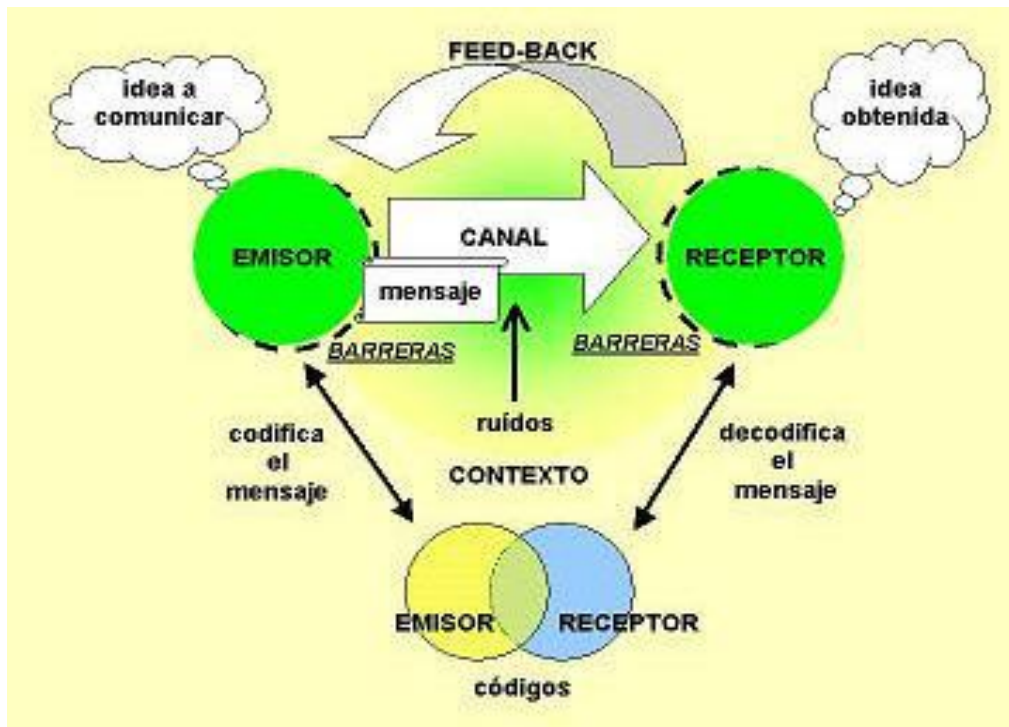 FEED-BACK
idea a
comunicar
idea
obtenida
EMISOR
CANAL
RECEPTOR
mensaje
BARRERAS
BARRERAS
ruídos
codifica
el
mensaje
decodifica
el
mensaje
CONTEXTO
EMISOR
RECEPTOR
códigos